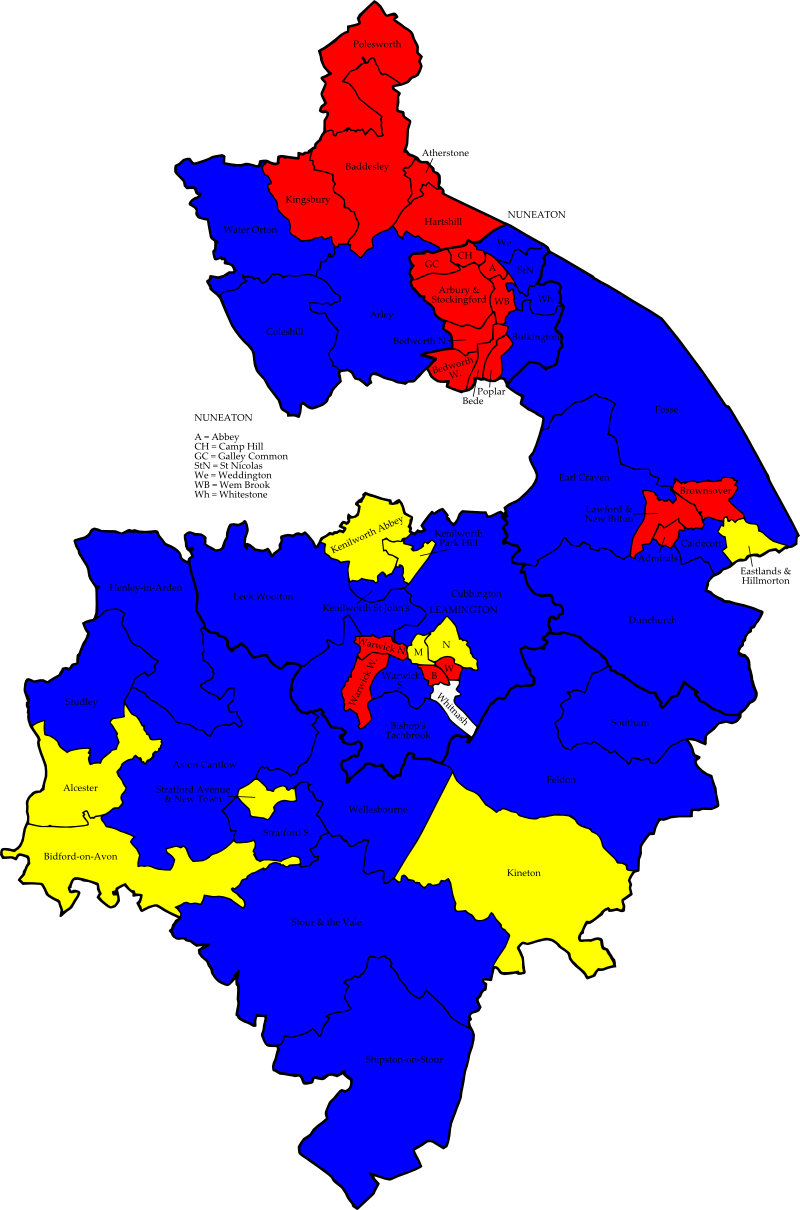 Polesworth
Atherstone
Baddesley
Kingsbury
NUNEATON
Hartshill
Water Orton
We
CH
GC
A
StN
Arbury &
Stockingford
WB
Wh
Arley
Coleshill
Bulkington
Bedworth N
Bedworth
W
Poplar
Bede
Fosse
NUNEATON
A = Abbey
CH = Camp Hill
GC = Galley Common
StN = St Nicolas
We = Weddington
WB = Wem Brook
Wh = Whitestone
Earl Craven
Brownsover
Lawford &
New Bilton
Caldecott
Admirals
Eastlands &
Hillmorton
Kenilworth Abbey
Kenilworth
Park Hill
Henley-in-Arden
Leek Wootton
Cubbington
Kenilworth St John's
LEAMINGTON
Dunchurch
Warwick N
M
N
Warwick W
Warwick
S
B
W
Whitnash
Studley
Bishop's
Tachbrook
Southam
Aston Cantlow
Feldon
Alcester
Stratford Avenue
& New Town
Wellesbourne
Stratford S
Bidford-on-Avon
Kineton
Stour & the Vale
Shipston-on-Stour